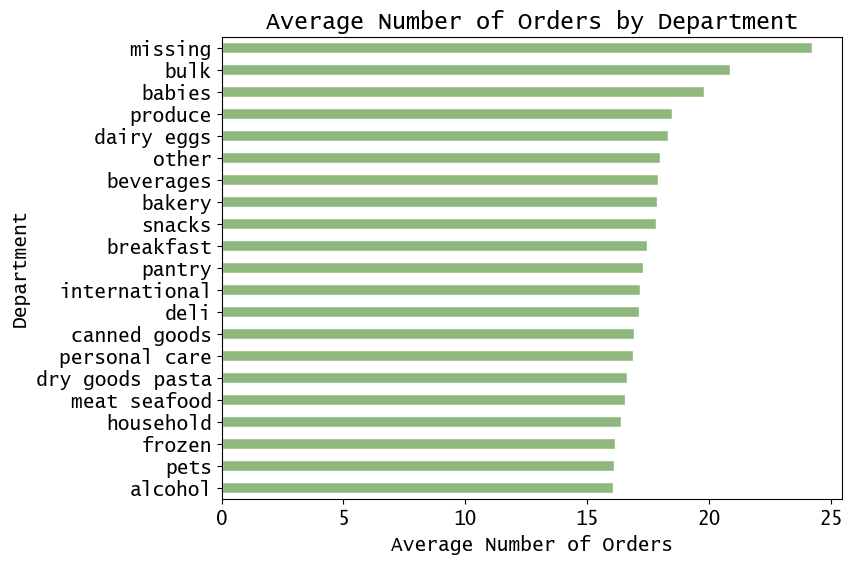 Average Number of Orders by Department
missing
bulk
babies
produce
dairy eggs
other
beverages
bakery
snacks
breakfast
pantry
international
deli
canned goods
personal care
dry goods pasta
meat seafood
household
frozen
pets
alcohol
Department
0 5 10 15 20 25
Average Number of Orders